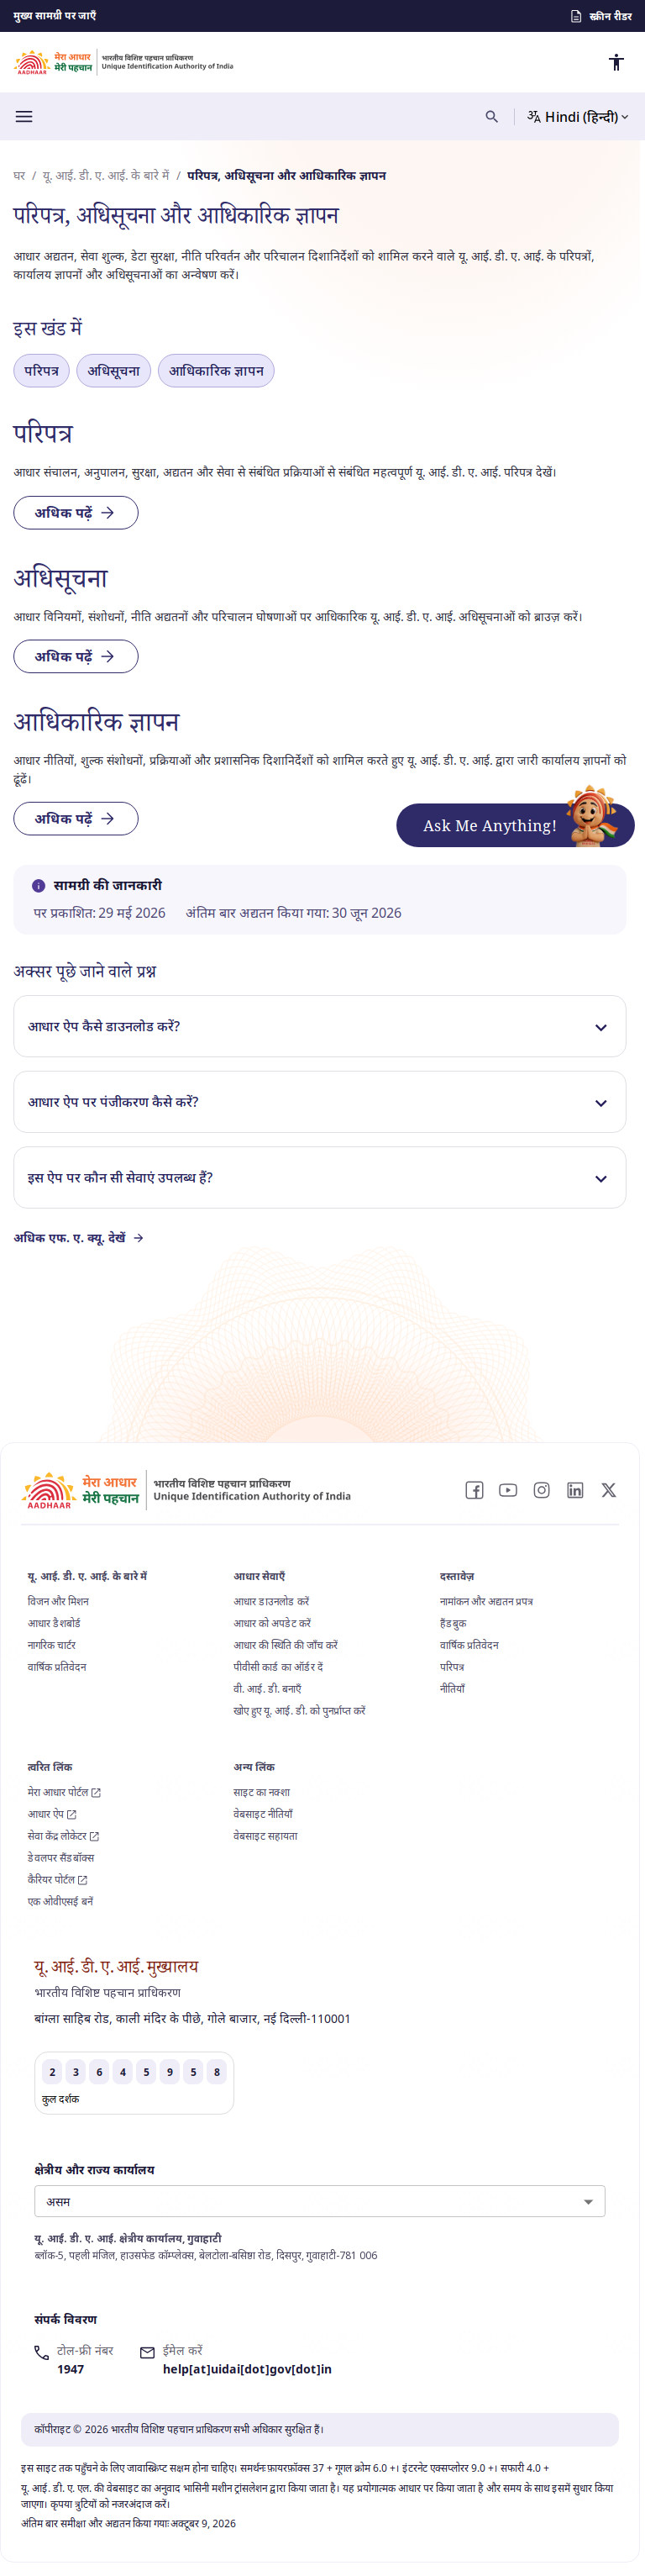 मुख्य सामग्री पर जाएँ
स्क्रीन रीडर
AADHAAR
मेरा आधार
मेरी पहचान
भारतीय विशिष्ट पहचान प्राधिकरण
Unique Identification Authority of India
Hindi (हिन्दी)
घर / यू. आई. डी. ए. आई. के बारे में / परिपत्र, अधिसूचना और आधिकारिक ज्ञापन
परिपत्र, अधिसूचना और आधिकारिक ज्ञापन
आधार अद्यतन, सेवा शुल्क, डेटा सुरक्षा, नीति परिवर्तन और परिचालन दिशानिर्देशों को शामिल करने वाले यू. आई. डी. ए. आई. के परिपत्रों,
कार्यालय ज्ञापनों और अधिसूचनाओं का अन्वेषण करें।
इस खंड में
परिपत्र
अधिसूचना
आधिकारिक ज्ञापन
परिपत्र
आधार संचालन, अनुपालन, सुरक्षा, अद्यतन और सेवा से संबंधित प्रक्रियाओं से संबंधित महत्वपूर्ण यू. आई. डी. ए. आई. परिपत्र देखें।
अधिक पढ़ें
अधिसूचना
आधार विनियमों, संशोधनों, नीति अद्यतनों और परिचालन घोषणाओं पर आधिकारिक यू. आई. डी. ए. आई. अधिसूचनाओं को ब्राउज़ करें।
अधिक पढ़ें
आधिकारिक ज्ञापन
आधार नीतियों, शुल्क संशोधनों, प्रक्रियाओं और प्रशासनिक दिशानिर्देशों को शामिल करते हुए यू. आई. डी. ए. आई. द्वारा जारी कार्यालय ज्ञापनों को
ढूंढें।
अधिक पढ़ें
Ask Me Anything!
सामग्री की जानकारी
पर प्रकाशित: 29 मई 2026 अंतिम बार अद्यतन किया गया: 30 जून 2026
अक्सर पूछे जाने वाले प्रश्न
आधार ऐप कैसे डाउनलोड करें?
आधार ऐप पर पंजीकरण कैसे करें?
इस ऐप पर कौन सी सेवाएं उपलब्ध हैं?
अधिक एफ. ए. क्यू. देखें
AADHAAR
मेरा आधार
मेरी पहचान
भारतीय विशिष्ट पहचान प्राधिकरण
Unique Identification Authority of India
यू. आई. डी. ए. आई. के बारे में
विजन और मिशन
आधार डैशबोर्ड
नागरिक चार्टर
वार्षिक प्रतिवेदन
आधार सेवाएँ
आधार डाउनलोड करें
आधार को अपडेट करें
आधार की स्थिति की जाँच करें
पीवीसी कार्ड का ऑर्डर दें
वी. आई. डी. बनाएँ
खोए हुए यू. आई. डी. को पुनर्प्राप्त करें
दस्तावेज़
नामांकन और अद्यतन प्रपत्र
हैंडबुक
वार्षिक प्रतिवेदन
परिपत्र
नीतियाँ
त्वरित लिंक
मेरा आधार पोर्टल
आधार ऐप
सेवा केंद्र लोकेटर
डेवलपर सैंडबॉक्स
कैरियर पोर्टल
एक ओवीएसई बनें
अन्य लिंक
साइट का नक्शा
वेबसाइट नीतियाँ
वेबसाइट सहायता
यू. आई. डी. ए. आई. मुख्यालय
भारतीय विशिष्ट पहचान प्राधिकरण
बांग्ला साहिब रोड, काली मंदिर के पीछे, गोले बाजार, नई दिल्ली-110001
2 3 6 4 5 9 5 8
कुल दर्शक
क्षेत्रीय और राज्य कार्यालय
असम
यू. आई. डी. ए. आई. क्षेत्रीय कार्यालय, गुवाहाटी
ब्लॉक-5, पहली मंजिल, हाउसफेड कॉम्प्लेक्स, बेलटोला-बसिष्ठा रोड, दिसपुर, गुवाहाटी-781 006
संपर्क विवरण
टोल-फ्री नंबर
1947
ईमेल करें
help[at]uidai[dot]gov[dot]in
कॉपीराइट © 2026 भारतीय विशिष्ट पहचान प्राधिकरण सभी अधिकार सुरक्षित हैं।
इस साइट तक पहुँचने के लिए जावास्क्रिप्ट सक्षम होना चाहिए। समर्थनः फ़ायरफ़ॉक्स 37 + गूगल क्रोम 6.0 +। इंटरनेट एक्सप्लोरर 9.0 +। सफारी 4.0 +
यू. आई. डी. ए. एल. की वेबसाइट का अनुवाद भासिनी मशीन ट्रांसलेशन द्वारा किया जाता है। यह प्रयोगात्मक आधार पर किया जाता है और समय के साथ इसमें सुधार किया
जाएगा। कृपया त्रुटियों को नजरअंदाज करें।
अंतिम बार समीक्षा और अद्यतन किया गयाः अक्टूबर 9, 2026